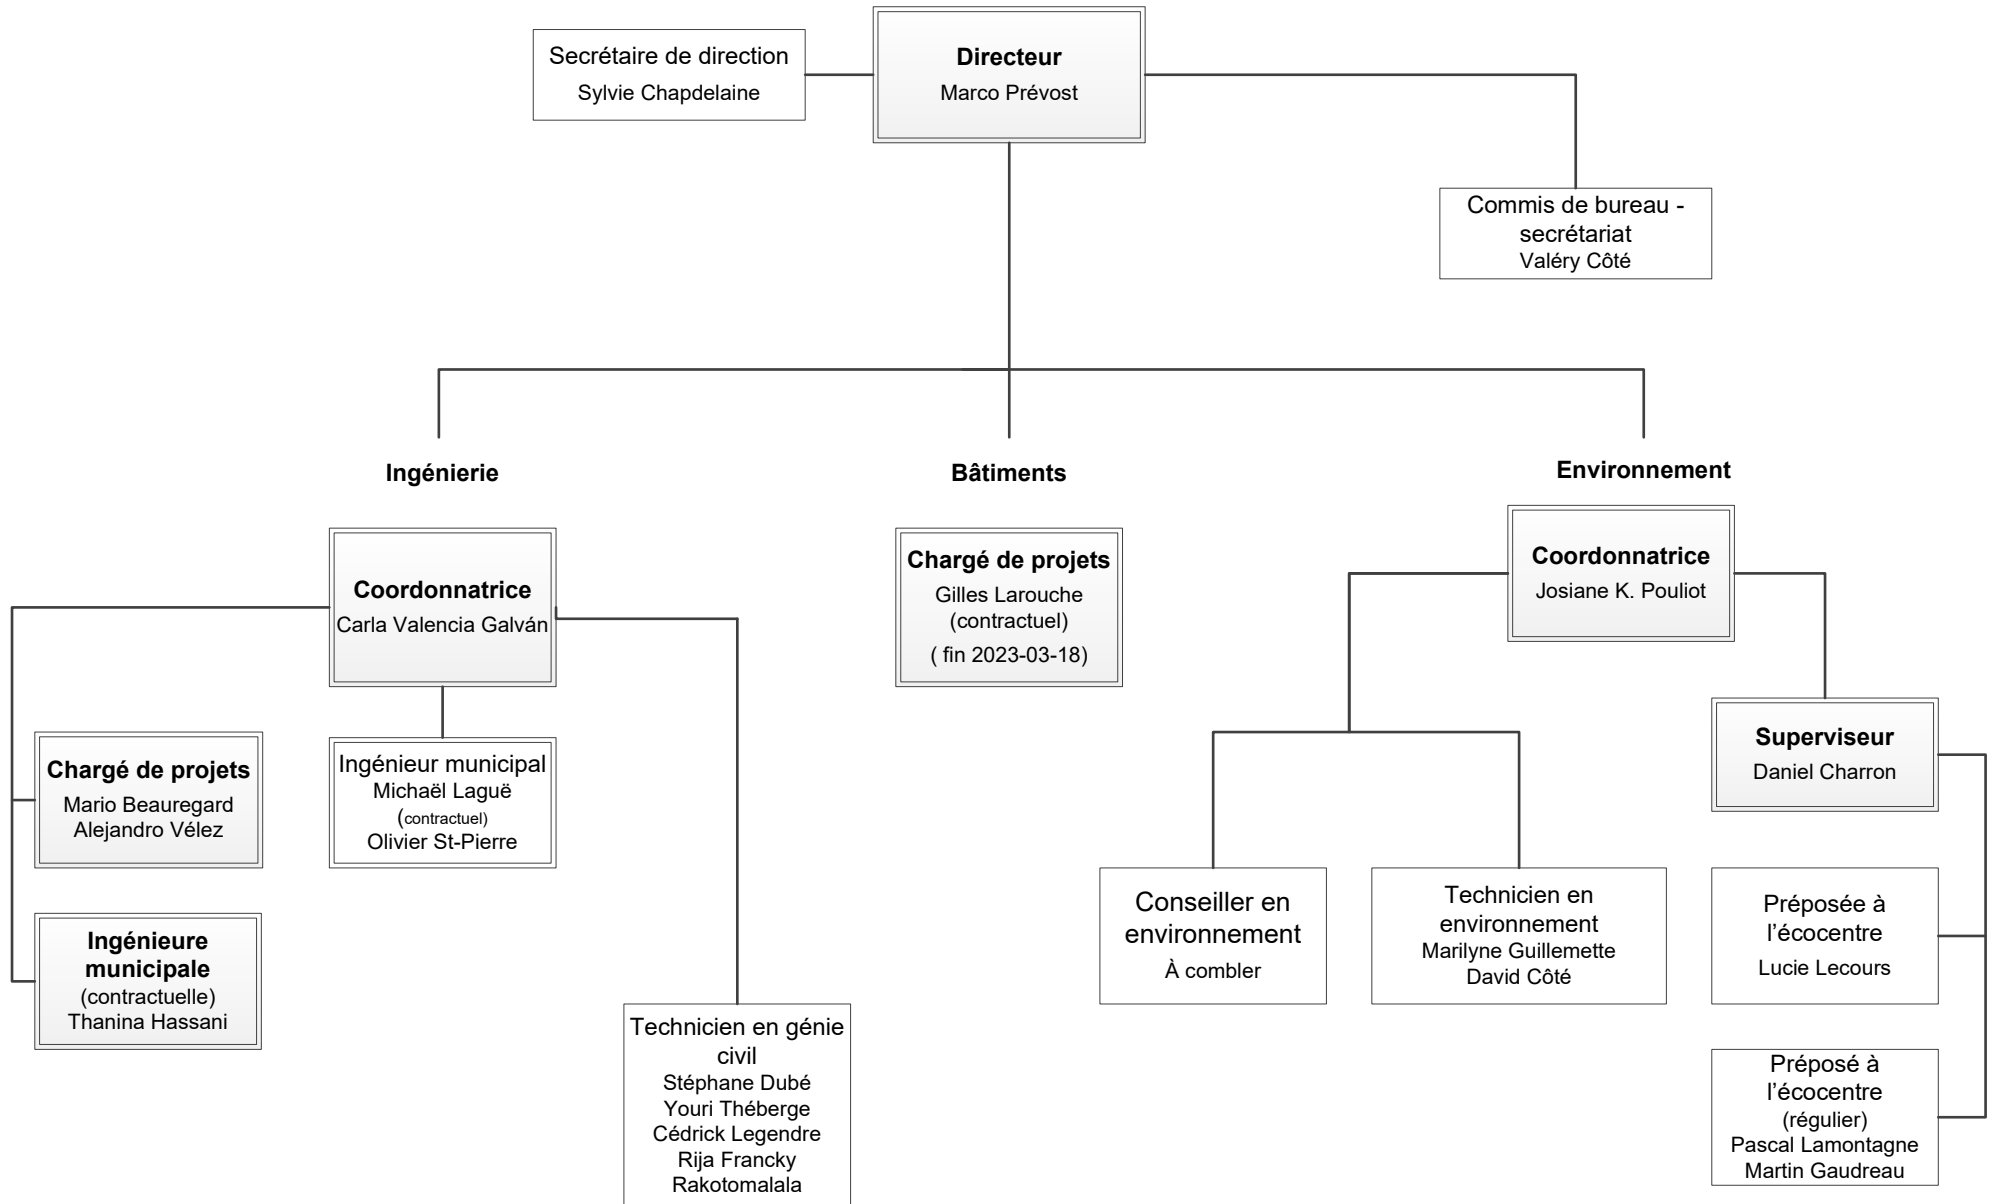 Secrétaire de direction
Sylvie Chapdelaine
Directeur
Marco Prévost
Commis de bureau -
secrétariat
Valéry Côté
Ingénierie
Bâtiments
Environnement
Coordonnatrice
Carla Valencia Galván
Chargé de projets
Gilles Larouche
(contractuel)
( fin 2023-03-18)
Coordonnatrice
Josiane K. Pouliot
Chargé de projets
Mario Beauregard
Alejandro Vélez
Ingénieur municipal
Michaël Laguë
(contractuel)
Olivier St-Pierre
Superviseur
Daniel Charron
Ingénieure
municipale
(contractuelle)
Thanina Hassani
Technicien en génie
civil
Stéphane Dubé
Youri Théberge
Cédrick Legendre
Rija Francky
Rakotomalala
Conseiller en
environnement
À combler
Technicien en
environnement
Marilyne Guillemette
David Côté
Préposée à
l’écocentre
Lucie Lecours
Préposé à
l’écocentre
(régulier)
Pascal Lamontagne
Martin Gaudreau